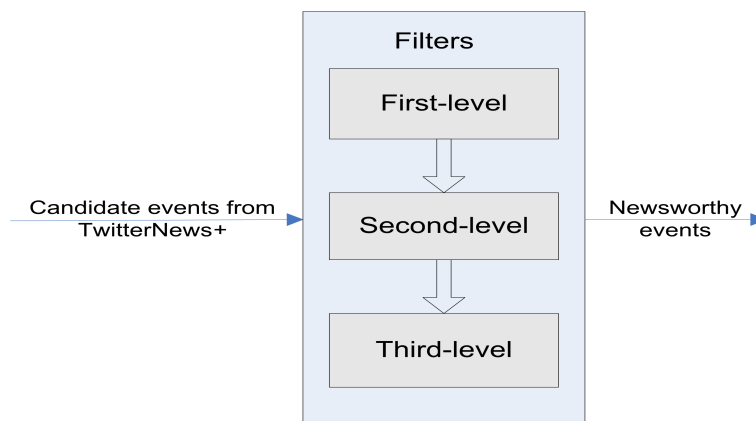 Filters
First-level
Second-level
Third-level
Candidate events from
TwitterNews+
Newsworthy
events